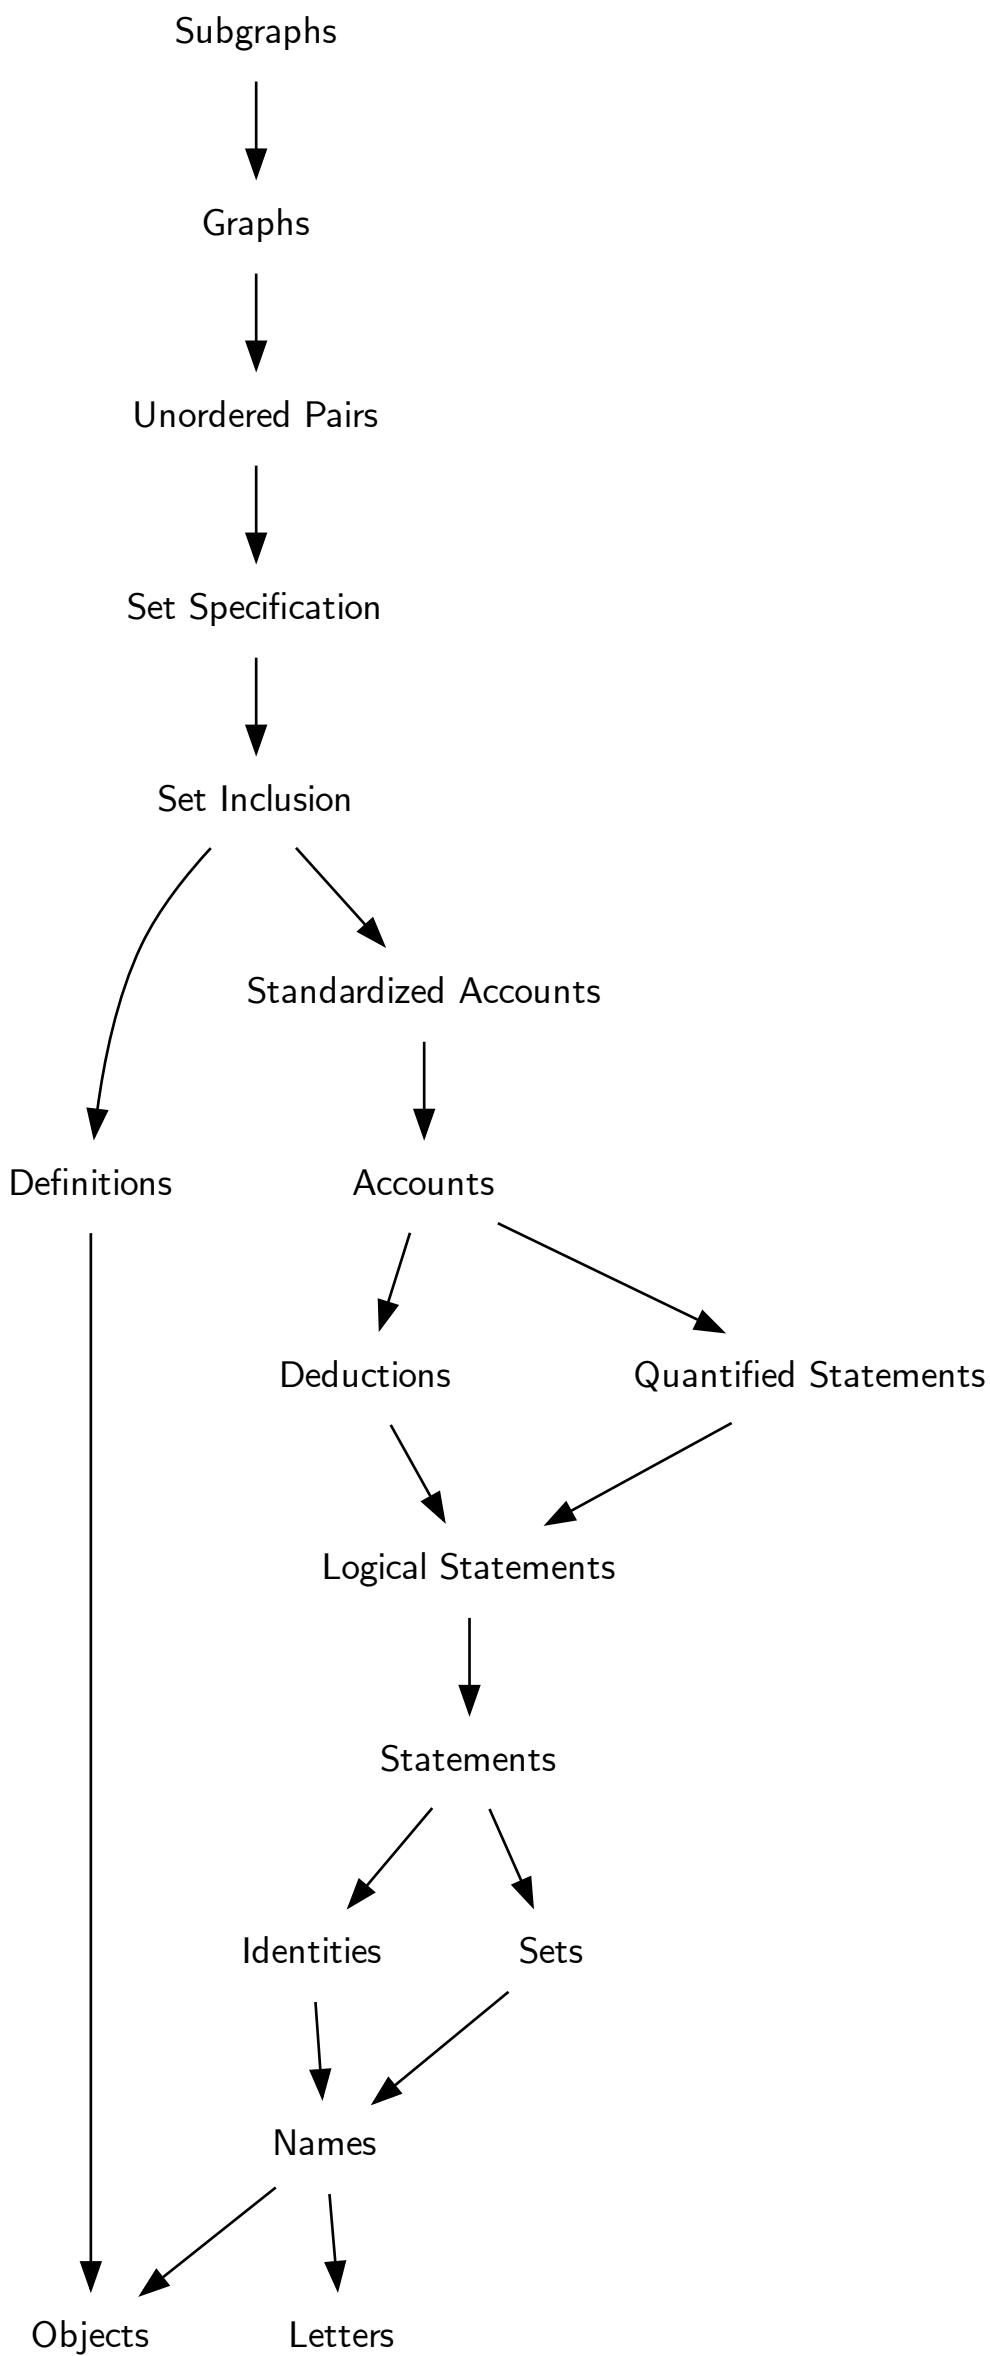 Subgraphs
Graphs
Unordered Pairs
Set Specification
Set Inclusion
Standardized Accounts
Definitions
Accounts
Deductions
Quantified Statements
Logical Statements
Statements
Identities
Sets
Names
Objects
Letters